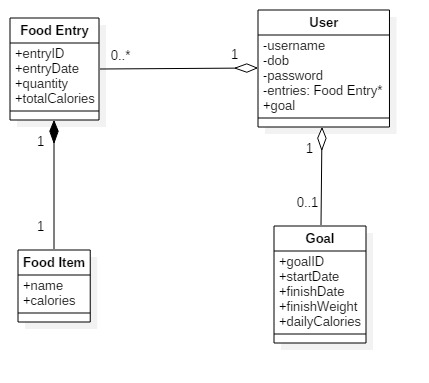 Food Entry
+entryID
+entryDate
+quantity
+totalCalories
0..*
1
User
-username
-dob
-password
-entries: Food Entry*
+goal
1
1
Food Item
+name
+calories
1
0..1
Goal
+goalID
+startDate
+finishDate
+finishWeight
+dailyCalories